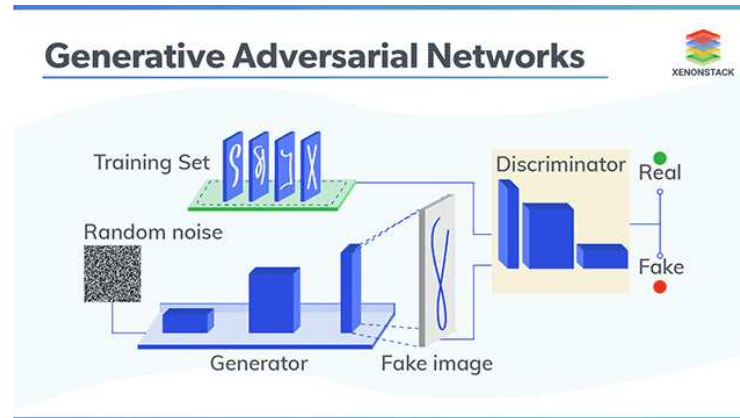 Generative Adversarial Networks
XENONSTACK
Training Set
Discriminator
Real
Random noise
Fake
Generator
Fake image